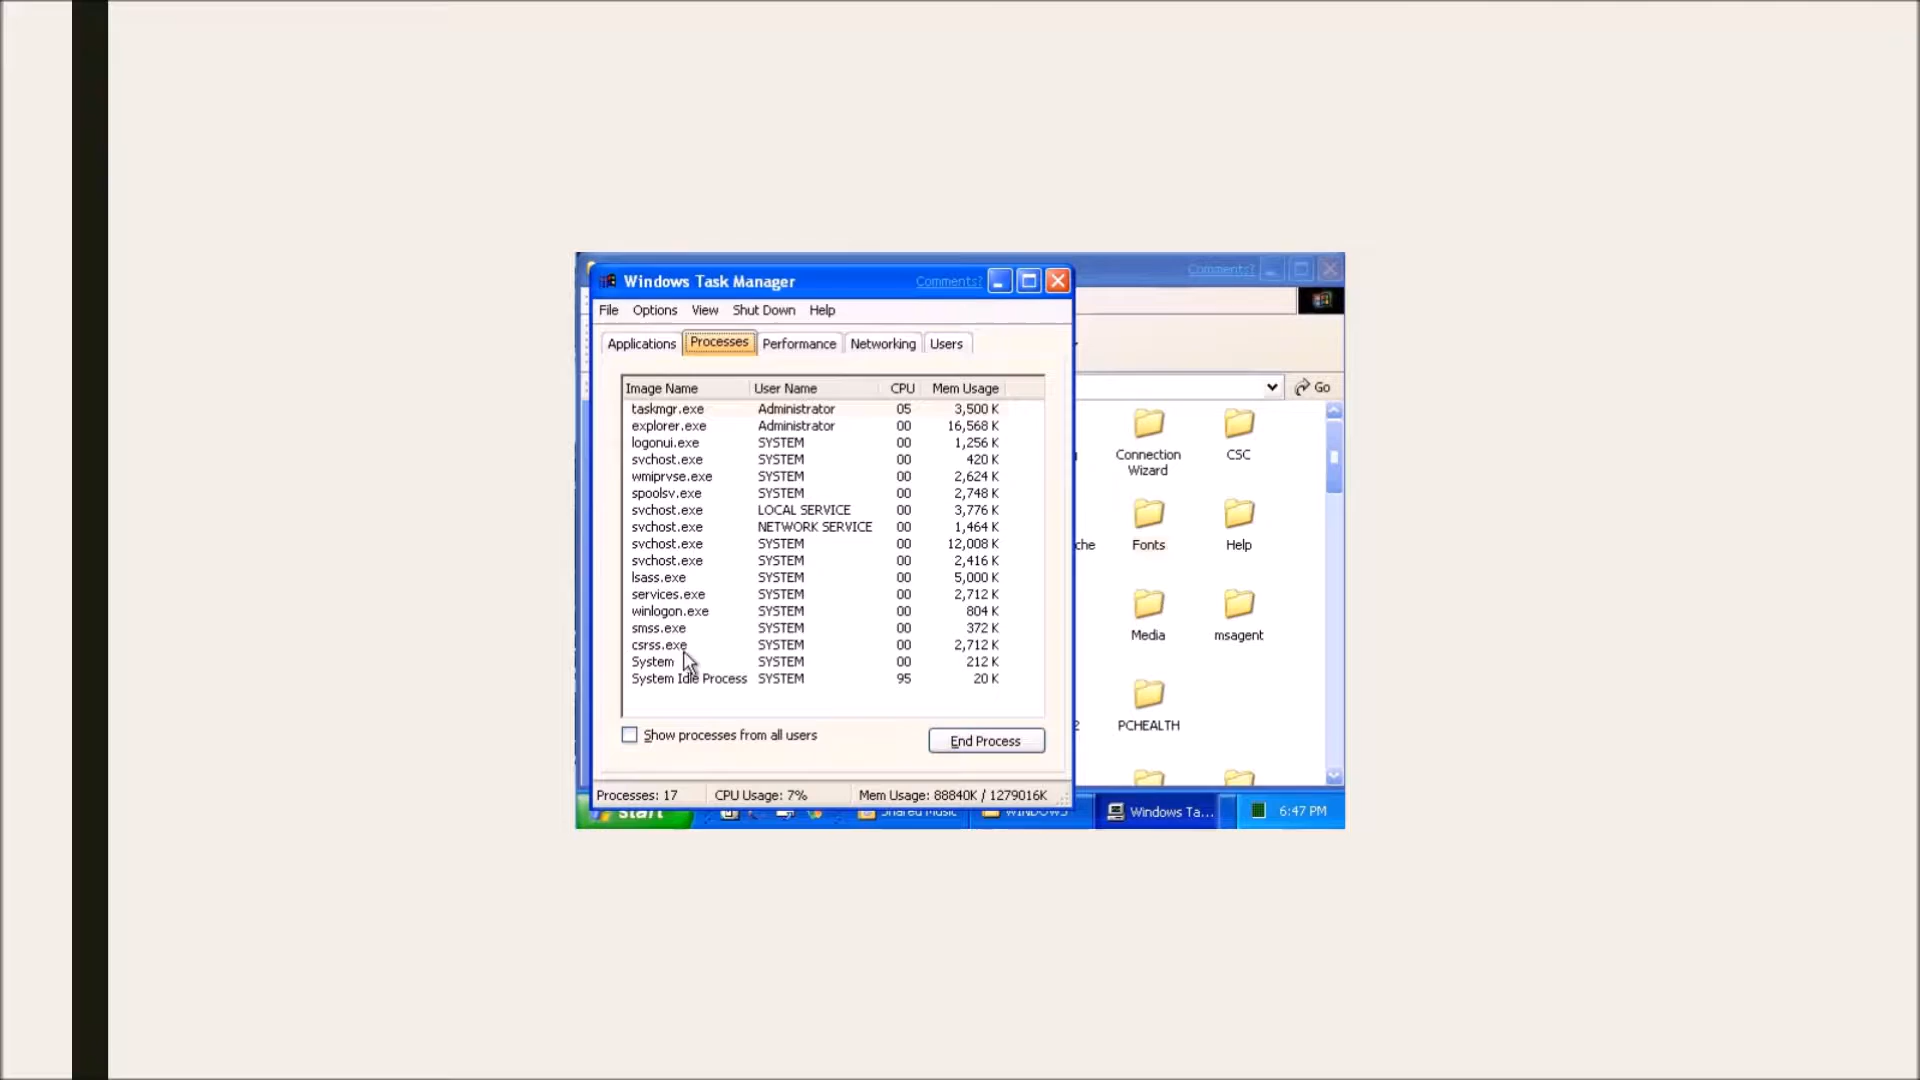 Windows Task Manager Comments?
Comments?
File Options View Shut Down Help
Applications Processes Performance Networking Users
Image Name User Name CPU Mem Usage
taskmgr.exe Administrator 05 3,500 K
explorer.exe Administrator 00 16,568 K
logonui.exe SYSTEM 00 1,256 K
svchost.exe SYSTEM 00 420 K
wmiprvse.exe SYSTEM 00 2,624 K
spoolsv.exe SYSTEM 00 2,748 K
svchost.exe LOCAL SERVICE 00 3,776 K
svchost.exe NETWORK SERVICE 00 1,464 K
svchost.exe SYSTEM 00 12,008 K
svchost.exe SYSTEM 00 2,416 K
lsass.exe SYSTEM 00 5,000 K
services.exe SYSTEM 00 2,712 K
winlogon.exe SYSTEM 00 804 K
smss.exe SYSTEM 00 372 K
csrss.exe SYSTEM 00 2,712 K
System SYSTEM 00 212 K
System Idle Process SYSTEM 95 20 K
Show processes from all users
End Process
Processes: 17 CPU Usage: 7% Mem Usage: 88840K / 1279016K
Go
Connection
Wizard
CSC
che
Fonts
Help
Media
msagent
2
PCHEALTH
start
Shared Music
WINDOWS
Windows Ta...
6:47 PM